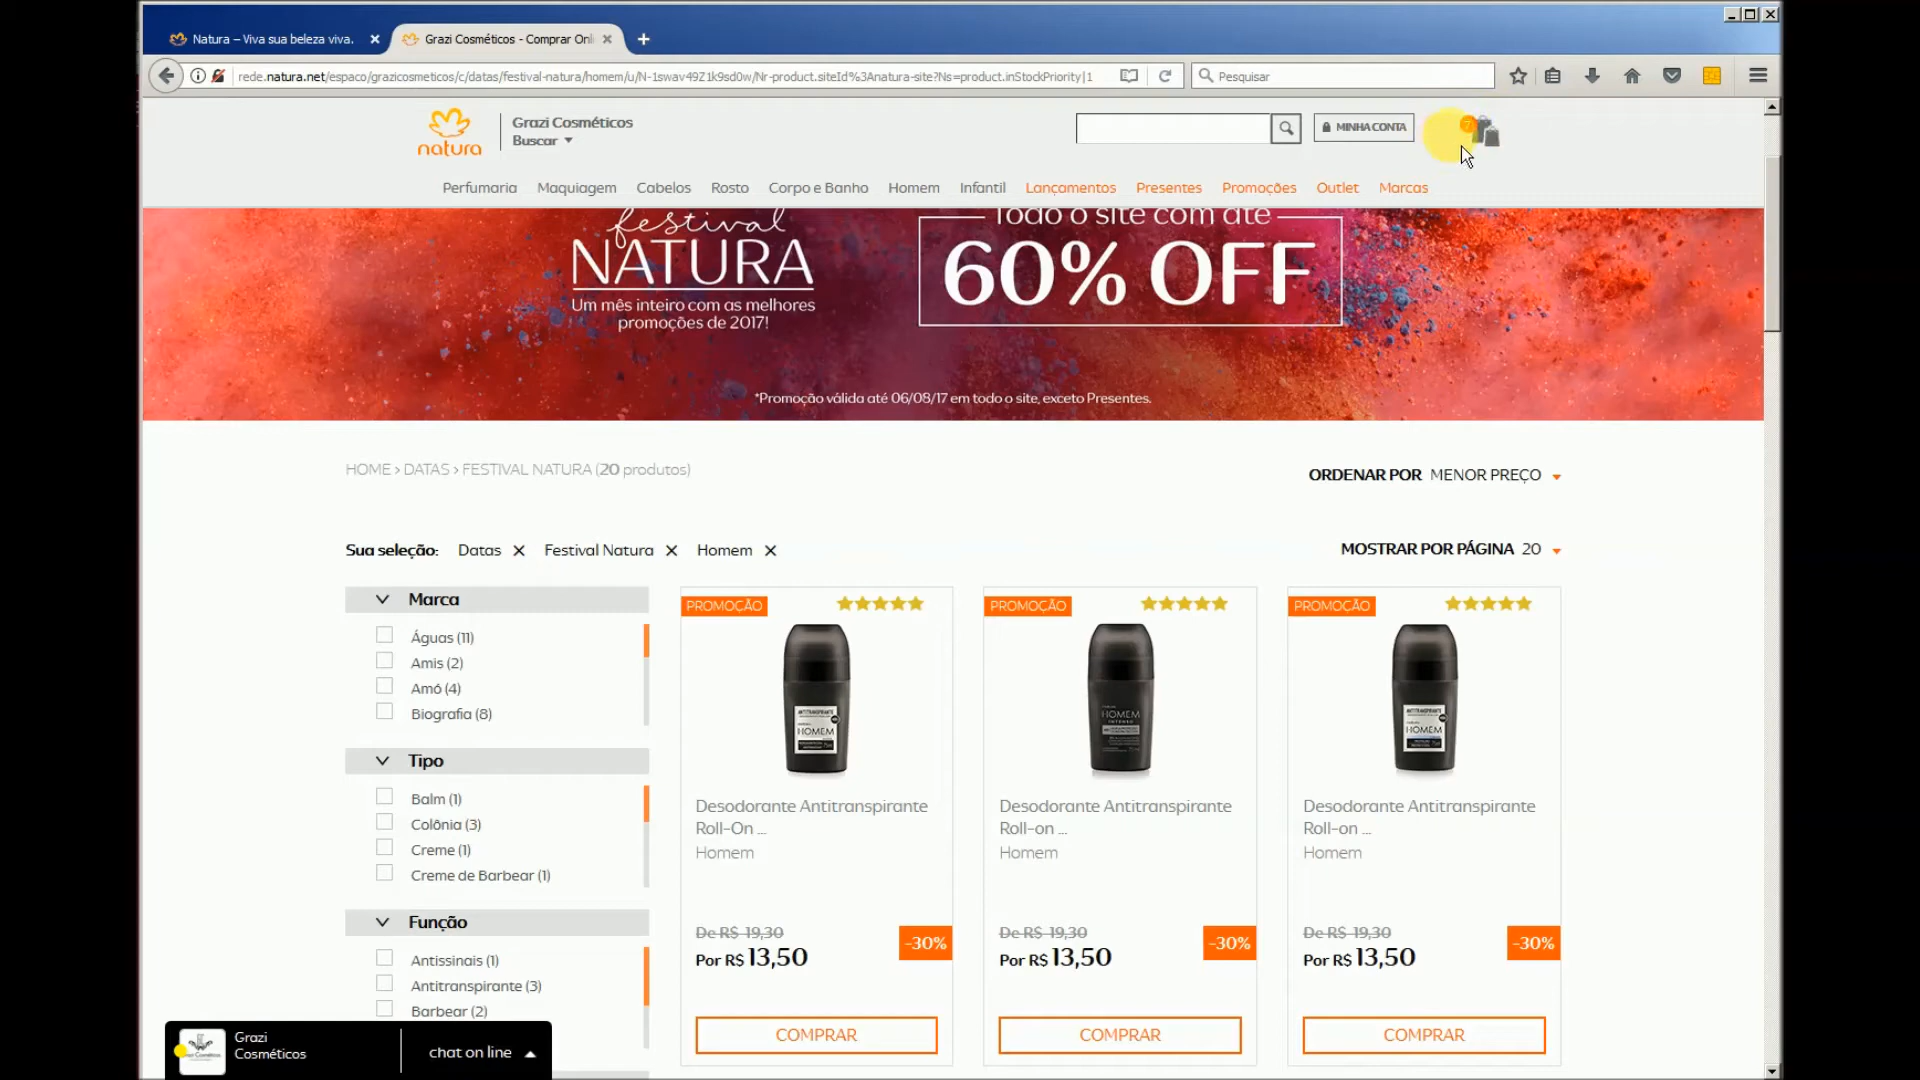 Natura – Viva sua beleza viva.
Grazi Cosméticos - Comprar Onl
rede.natura.net/espaco/grazicosmeticos/c/datas/festival-natura/homem/u/N-1swav49Z1k9sd0w/Nr-product.siteId%3Anatura-site?Ns=product.inStockPriority|1
Pesquisar
natura
Grazi Cosméticos
Buscar
MINHA CONTA
Perfumaria Maquiagem Cabelos Rosto Corpo e Banho Homem Infantil Lançamentos Presentes Promoções Outlet Marcas
festival
NATURA
Um mês inteiro com as melhores
promoções de 2017!
Todo o site com até
60% OFF
*Promoção válida até 06/08/17 em todo o site, exceto Presentes.
HOME > DATAS > FESTIVAL NATURA (20 produtos)
ORDENAR POR MENOR PREÇO
Sua seleção: Datas Festival Natura Homem
MOSTRAR POR PÁGINA 20
Marca
Águas (11)
Amis (2)
Amó (4)
Biografia (8)
Tipo
Balm (1)
Colônia (3)
Creme (1)
Creme de Barbear (1)
Função
Antissinais (1)
Antitranspirante (3)
Barbear (2)
PROMOÇÃO
ANTITRANSPIRANTE
HOMEM
Desodorante Antitranspirante
Roll-On ...
Homem
De R$ 19,30
Por R$ 13,50
-30%
COMPRAR
PROMOÇÃO
HOMEM
Desodorante Antitranspirante
Roll-on ...
Homem
De R$ 19,30
Por R$ 13,50
-30%
COMPRAR
PROMOÇÃO
ANTITRANSPIRANTE
HOMEM
Desodorante Antitranspirante
Roll-on ...
Homem
De R$ 19,30
Por R$ 13,50
-30%
COMPRAR
Grazi
Cosméticos
chat on line